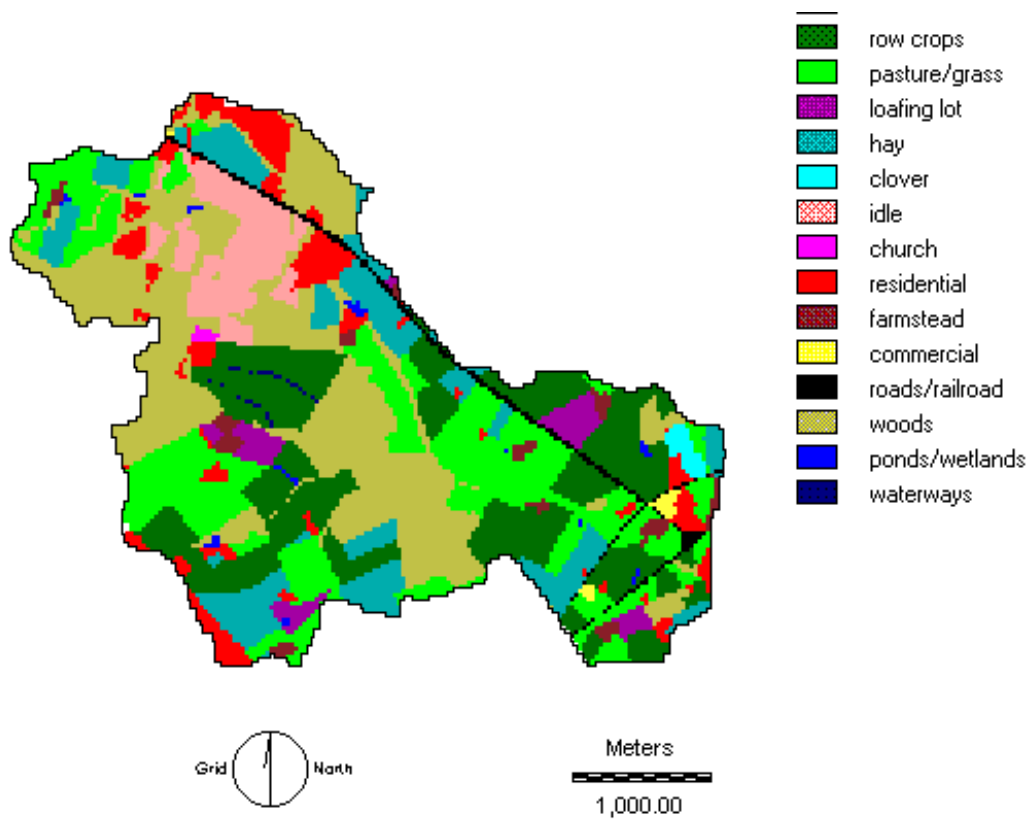 row crops
pasture/grass
loafing lot
hay
clover
idle
church
residential
farmstead
commercial
roads/railroad
woods
ponds/wetlands
waterways
Grid North
Meters
1,000.00